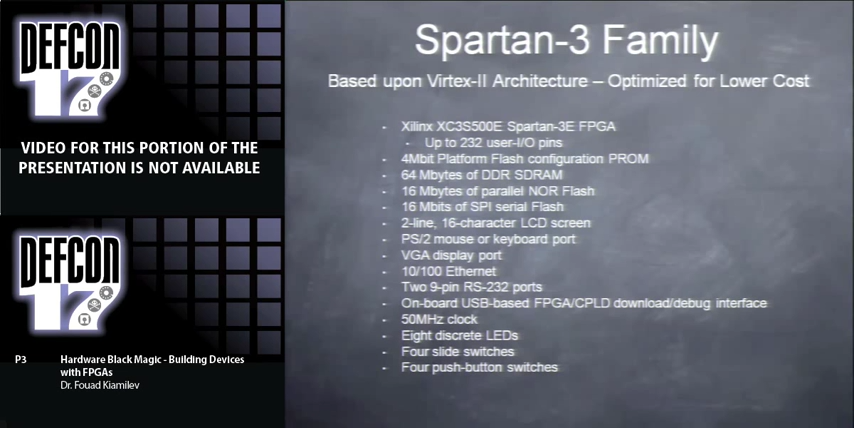 DEFCON
17
VIDEO FOR THIS PORTION OF THE
PRESENTATION IS NOT AVAILABLE
DEFCON
17
P3 Hardware Black Magic - Building Devices
with FPGAs
Dr. Fouad Kiamilev
Spartan-3 Family
Based upon Virtex-II Architecture – Optimized for Lower Cost
- Xilinx XC3S500E Spartan-3E FPGA
- Up to 232 user-I/O pins
- 4Mbit Platform Flash configuration PROM
- 64 Mbytes of DDR SDRAM
- 16 Mbytes of parallel NOR Flash
- 16 Mbits of SPI serial Flash
- 2-line, 16-character LCD screen
- PS/2 mouse or keyboard port
- VGA display port
- 10/100 Ethernet
- Two 9-pin RS-232 ports
- On-board USB-based FPGA/CPLD download/debug interface
- 50MHz clock
- Eight discrete LEDs
- Four slide switches
- Four push-button switches